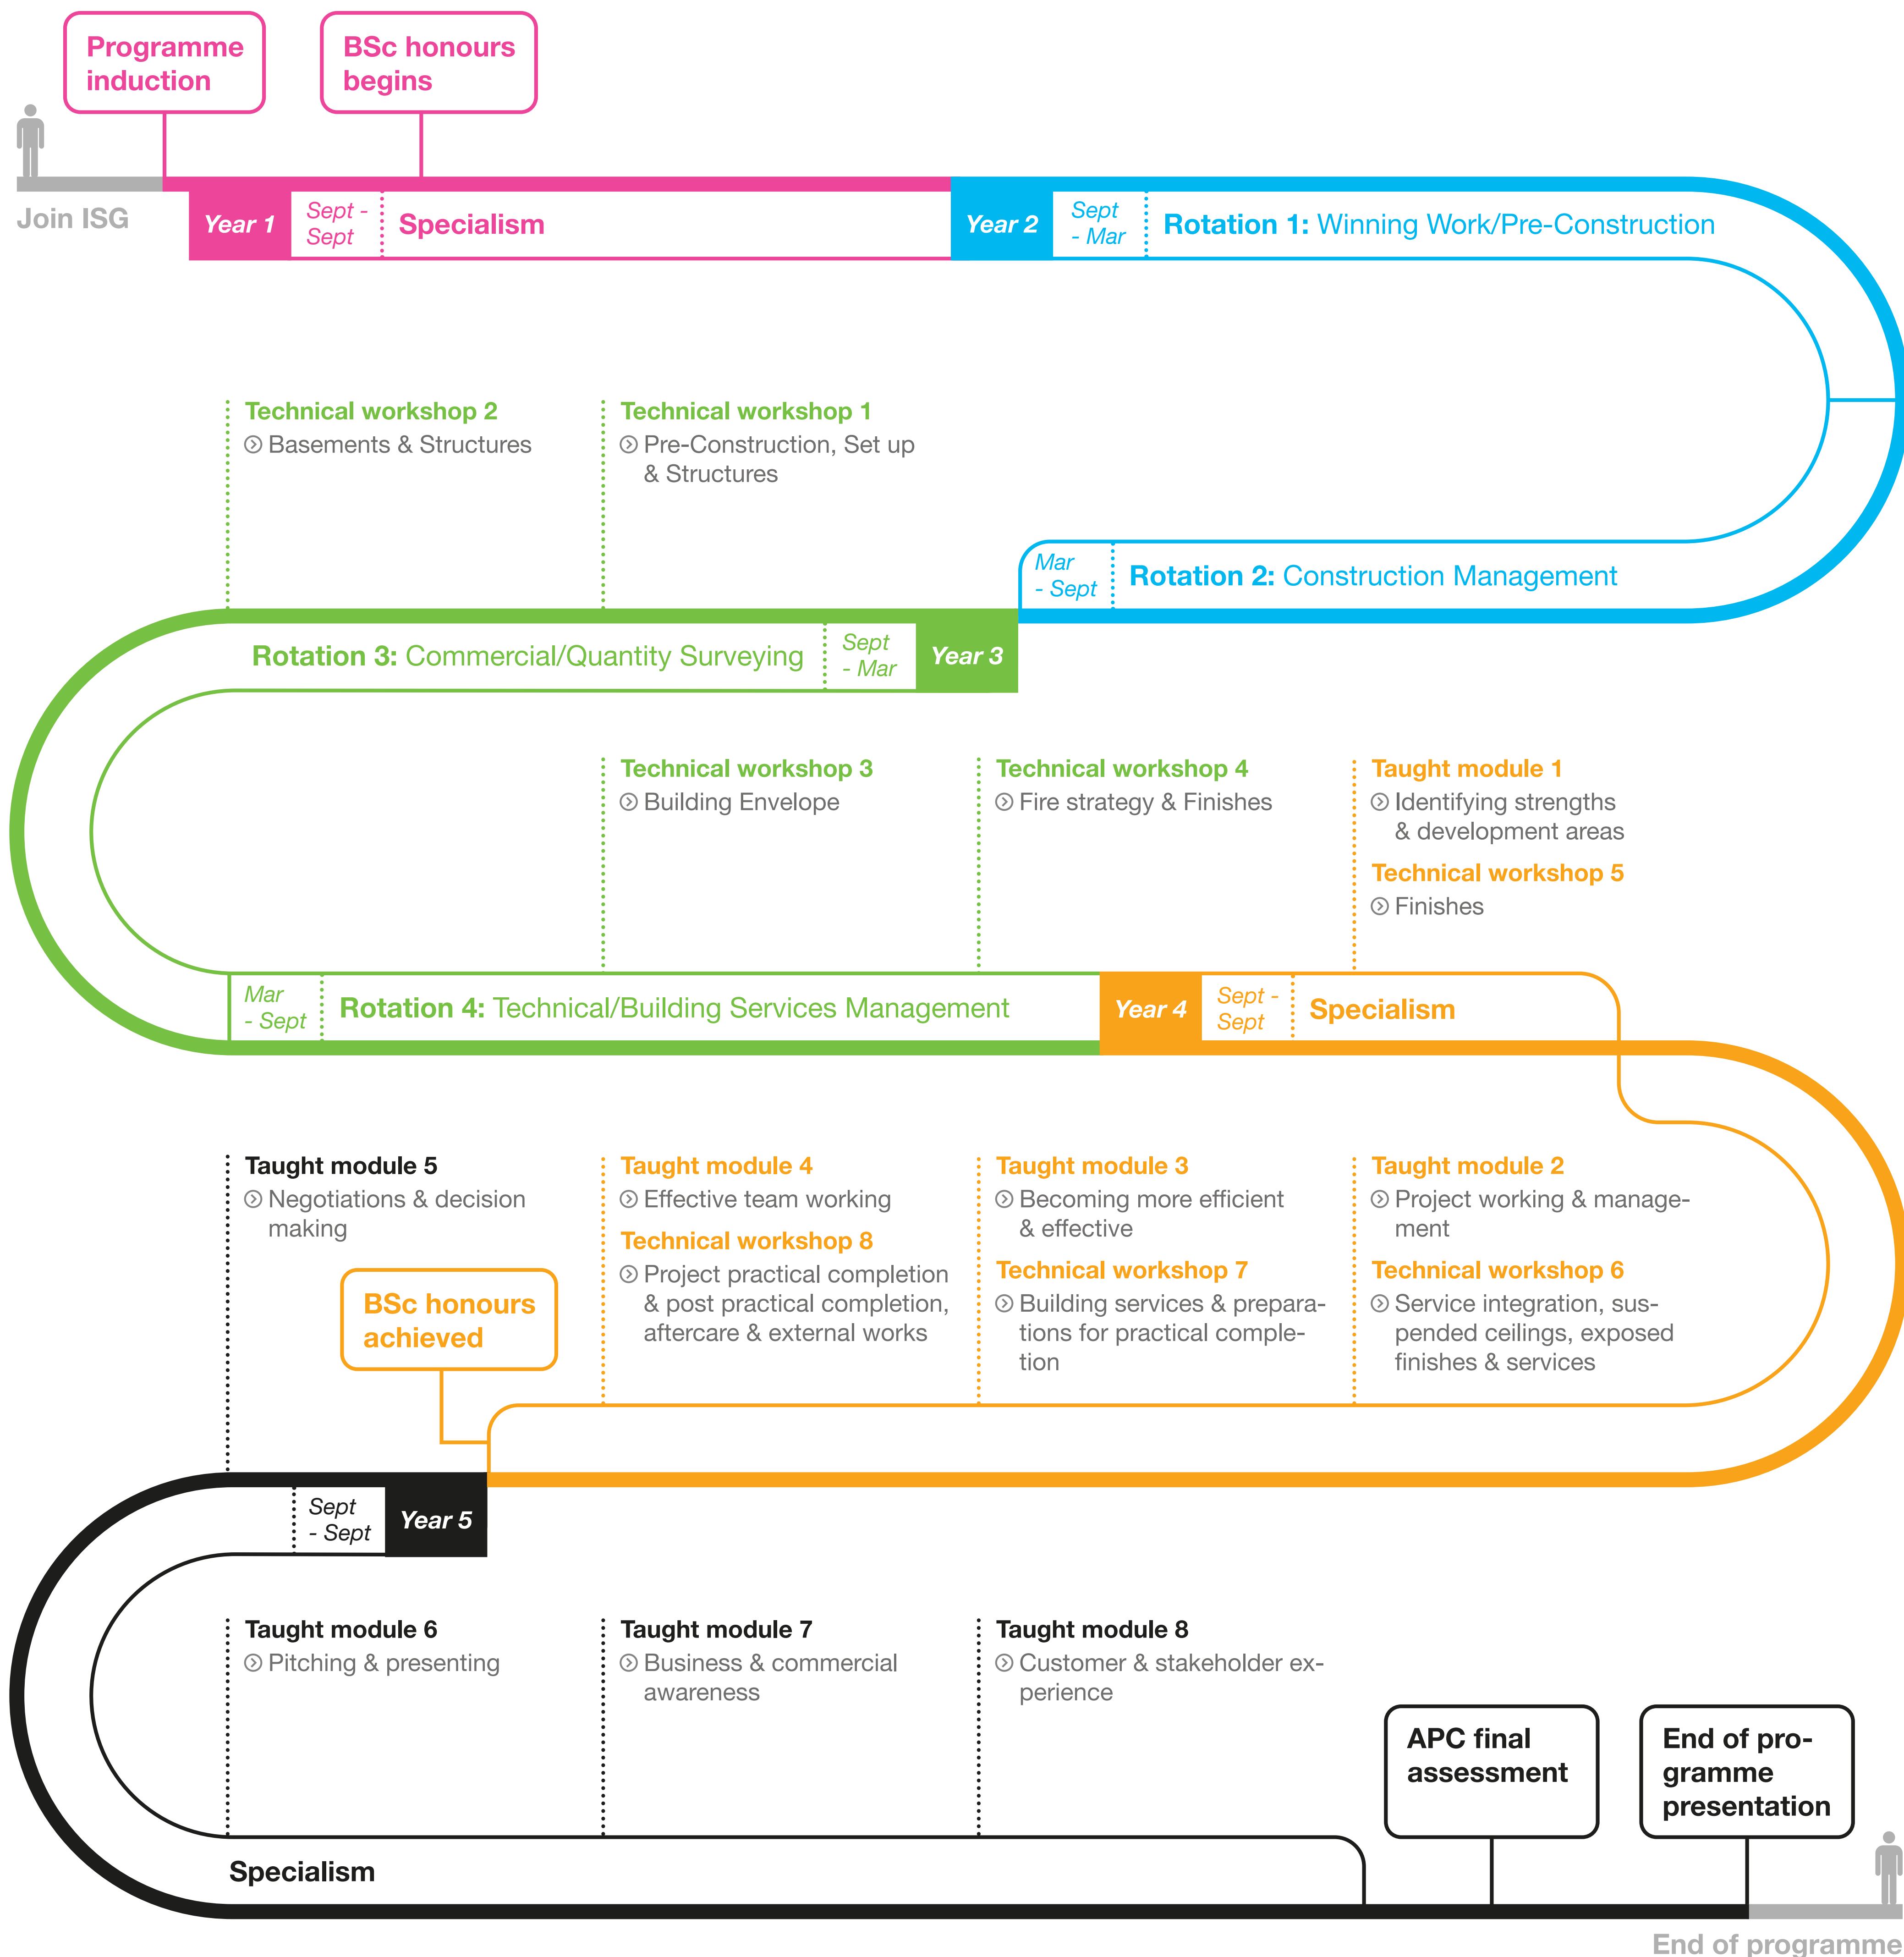 Programme
induction
BSc honours
begins
Join ISG
Year 1
Sept -
Sept
Specialism
Year 2
Sept
- Mar
Rotation 1: Winning Work/Pre-Construction
Technical workshop 2
Basements & Structures
Technical workshop 1
Pre-Construction, Set up
& Structures
Mar
- Sept
Rotation 2: Construction Management
Rotation 3: Commercial/Quantity Surveying
Sept
- Mar
Year 3
Technical workshop 3
Building Envelope
Technical workshop 4
Fire strategy & Finishes
Taught module 1
Identifying strengths
& development areas
Technical workshop 5
Finishes
Mar
- Sept
Rotation 4: Technical/Building Services Management
Year 4
Sept -
Sept
Specialism
Taught module 5
Negotiations & decision
making
BSc honours
achieved
Taught module 4
Effective team working
Technical workshop 8
Project practical completion
& post practical completion,
aftercare & external works
Taught module 3
Becoming more efficient
& effective
Technical workshop 7
Building services & prepara-
tions for practical comple-
tion
Taught module 2
Project working & manage-
ment
Technical workshop 6
Service integration, sus-
pended ceilings, exposed
finishes & services
Sept
- Sept
Year 5
Taught module 6
Pitching & presenting
Taught module 7
Business & commercial
awareness
Taught module 8
Customer & stakeholder ex-
perience
APC final
assessment
End of pro-
gramme
presentation
Specialism
End of programme